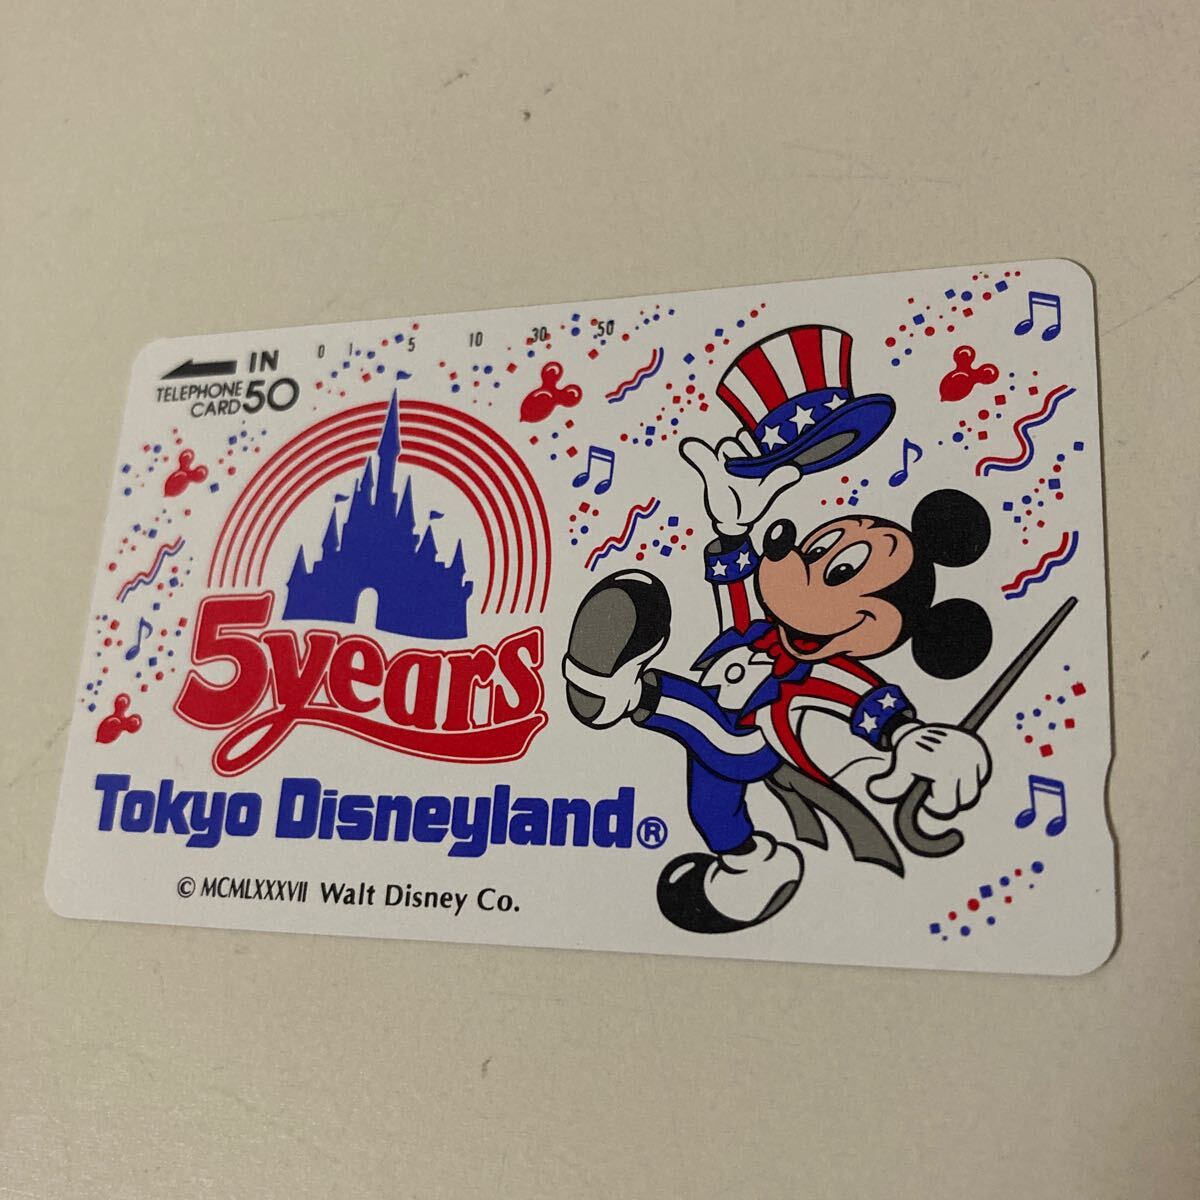 IN
0 1 5 10 30 50
TELEPHONE
CARD 50
5years
Tokyo Disneyland®
© MCMLXXXVII Walt Disney Co.